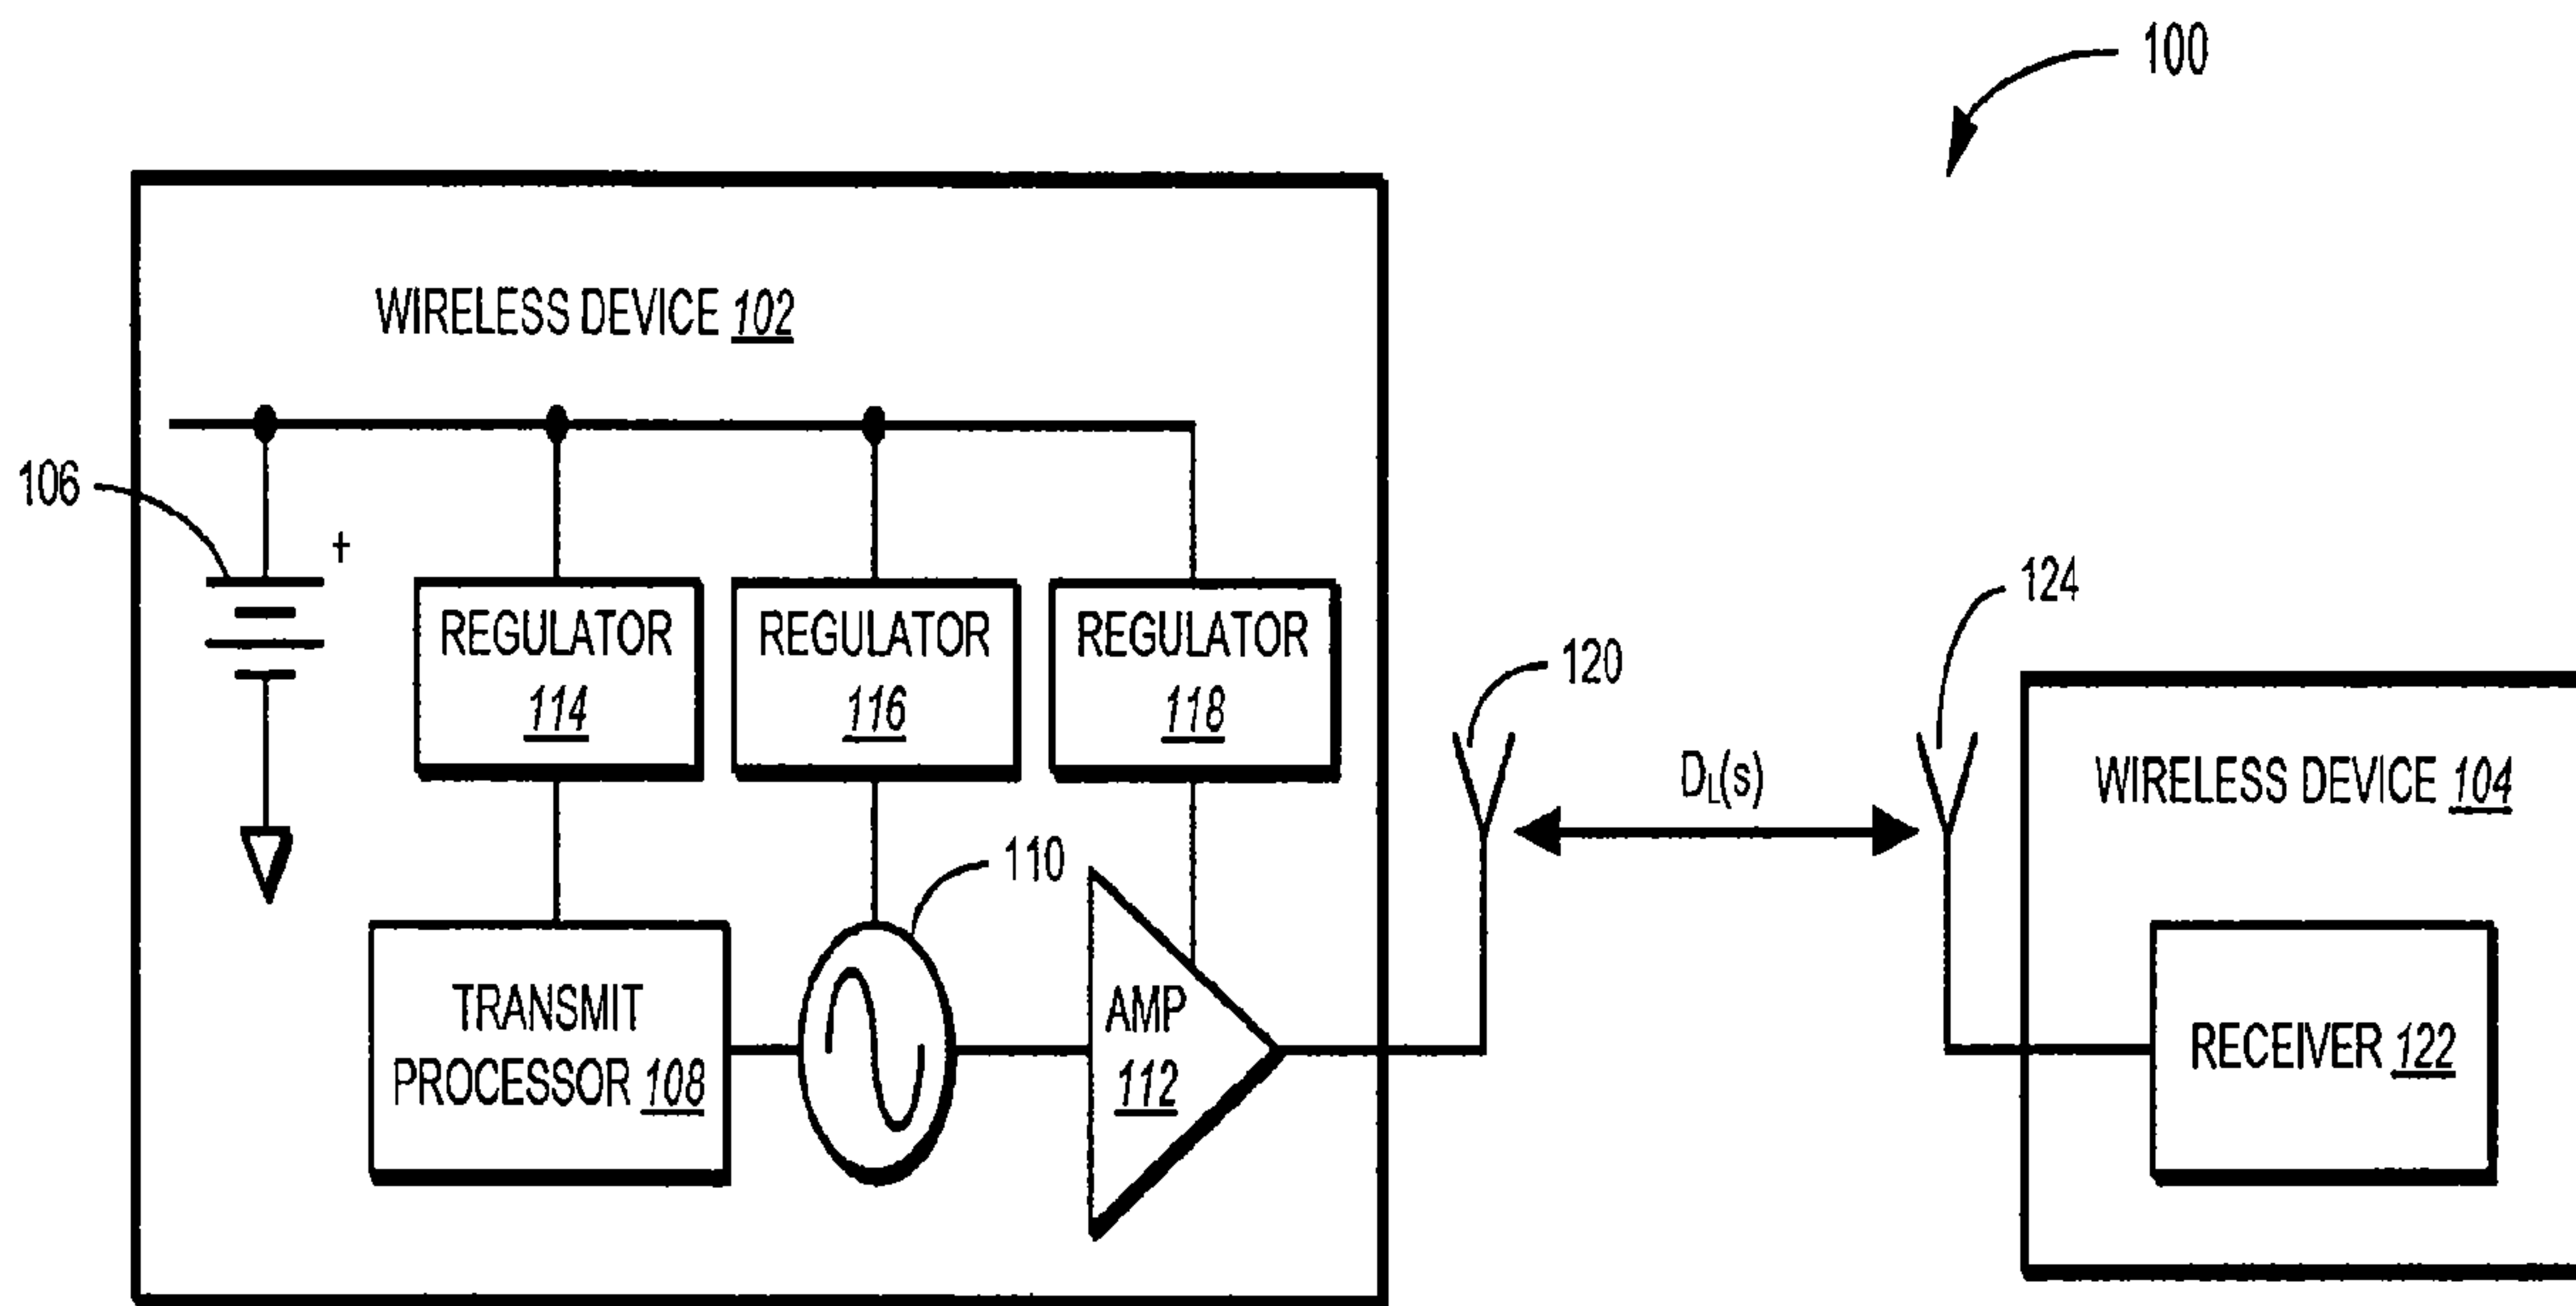 100
WIRELESS DEVICE 102
106
+
REGULATOR
114
REGULATOR
116
REGULATOR
118
120
124
D_L(s)
WIRELESS DEVICE 104
110
TRANSMIT
PROCESSOR 108
AMP
112
RECEIVER 122